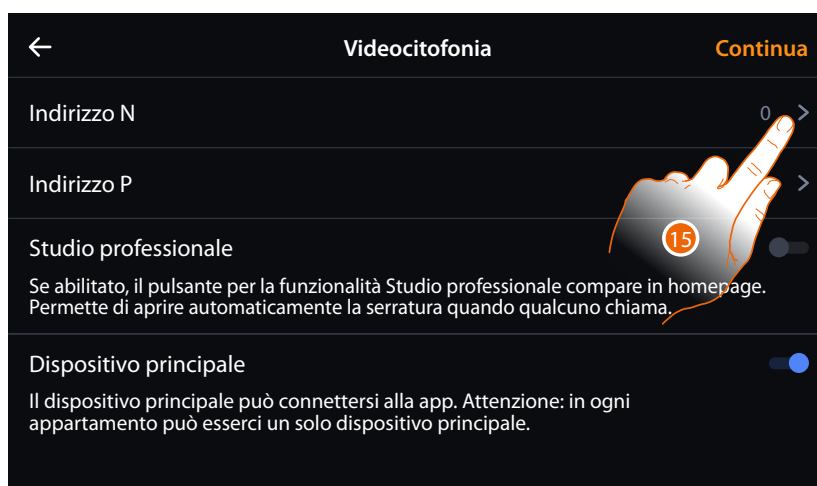 Videocitofonia
Continua
Indirizzo N
0
Indirizzo P
15
Studio professionale
Se abilitato, il pulsante per la funzionalità Studio professionale compare in homepage.
Permette di aprire automaticamente la serratura quando qualcuno chiama.
Dispositivo principale
Il dispositivo principale può connettersi alla app. Attenzione: in ogni
appartamento può esserci un solo dispositivo principale.